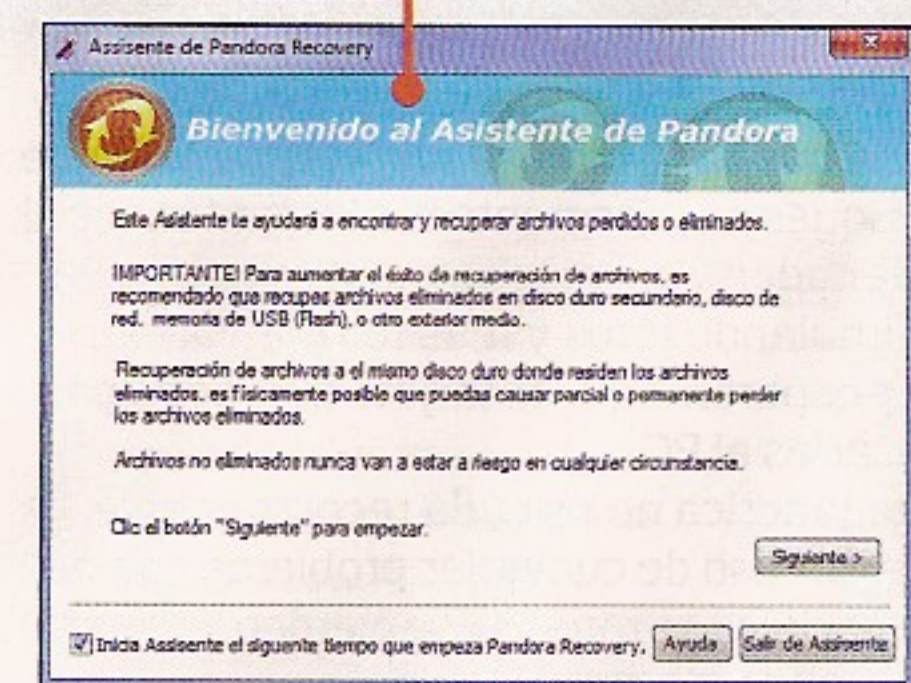 Assisente de Pandora Recovery
Bienvenido al Asistente de Pandora
Este Asistente te ayudará a encontrar y recuperar archivos perdidos o eliminados.
IMPORTANTE! Para aumentar el éxito de recuperación de archivos, es
recomendado que recupes archivos eliminados en disco duro secundario, disco de
red, memoria de USB (Flash), o otro exterior medio.
Recuperación de archivos a el mismo disco duro donde residen los archivos
eliminados, es físicamente posible que puedas causar parcial o permanente perder
los archivos eliminados.
Archivos no eliminados nunca van a estar a riesgo en cualquier circunstancia.
Clic el botón "Siguiente" para empezar.
Siguiente >
Inicia Assisente el siguente tiempo que empeza Pandora Recovery. Ayuda Salir de Assisente